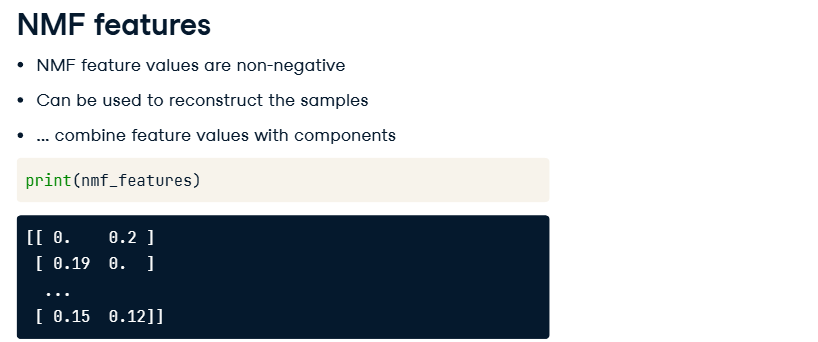 NMF features
• NMF feature values are non-negative
• Can be used to reconstruct the samples
• ... combine feature values with components
print(nmf_features)
[[ 0.    0.2 ]
 [ 0.19  0.  ]
  ...
 [ 0.15  0.12]]